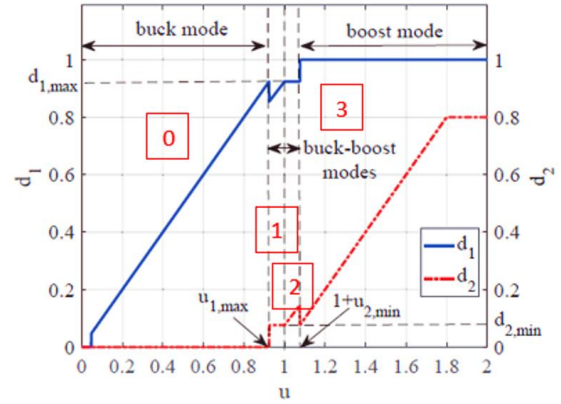 buck mode
boost mode
d1,max
1
0.8
0.6
0.4
0.2
0
d1
0
3
buck-boost
modes
1
2
u1,max
1+u2,min
d1
d2
1
0.8
0.6
0.4
0.2
0
d2
d2,min
0
0.2
0.4
0.6
0.8
1
1.2
1.4
1.6
1.8
2
u